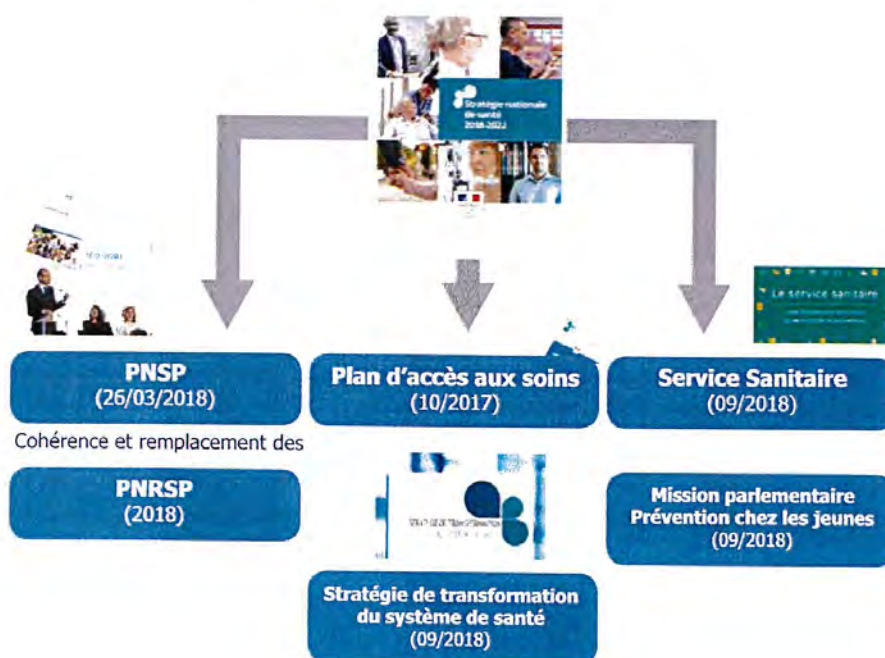 Stratégie nationale
de santé
2018-2022
Le service sanitaire
PNSP
(26/03/2018)
Plan d'accès aux soins
(10/2017)
Service Sanitaire
(09/2018)
Cohérence et remplacement des
PNRSP
(2018)
Mission parlementaire
Prévention chez les jeunes
(09/2018)
Stratégie de transformation
du système de santé
(09/2018)